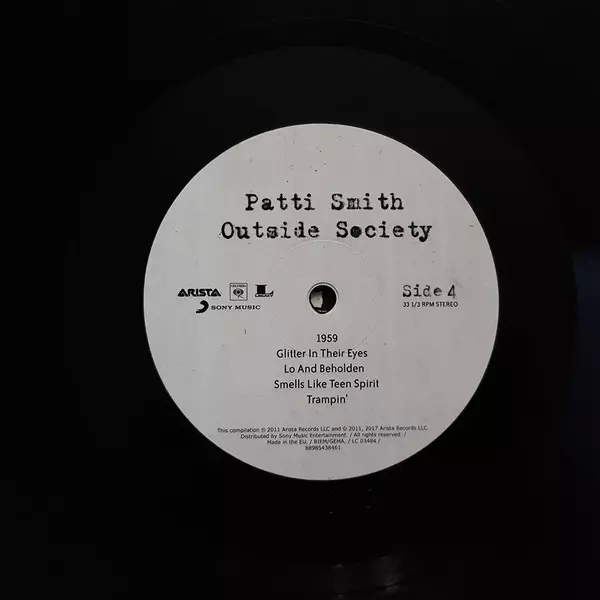 Patti Smith
Outside Society
ARISTA
LEGACY
SONY MUSIC
Side 4
33 1/3 RPM STEREO
1959
Glitter In Their Eyes
Lo And Beholden
Smells Like Teen Spirit
Trampin'
This compilation ℗ 2011 Arista Records LLC and © 2011, 2017 Arista Records LLC.
Distributed by Sony Music Entertainment. / All rights reserved. /
Made in the EU. / BIEM/GEMA. / LC 03484 /
88985438461